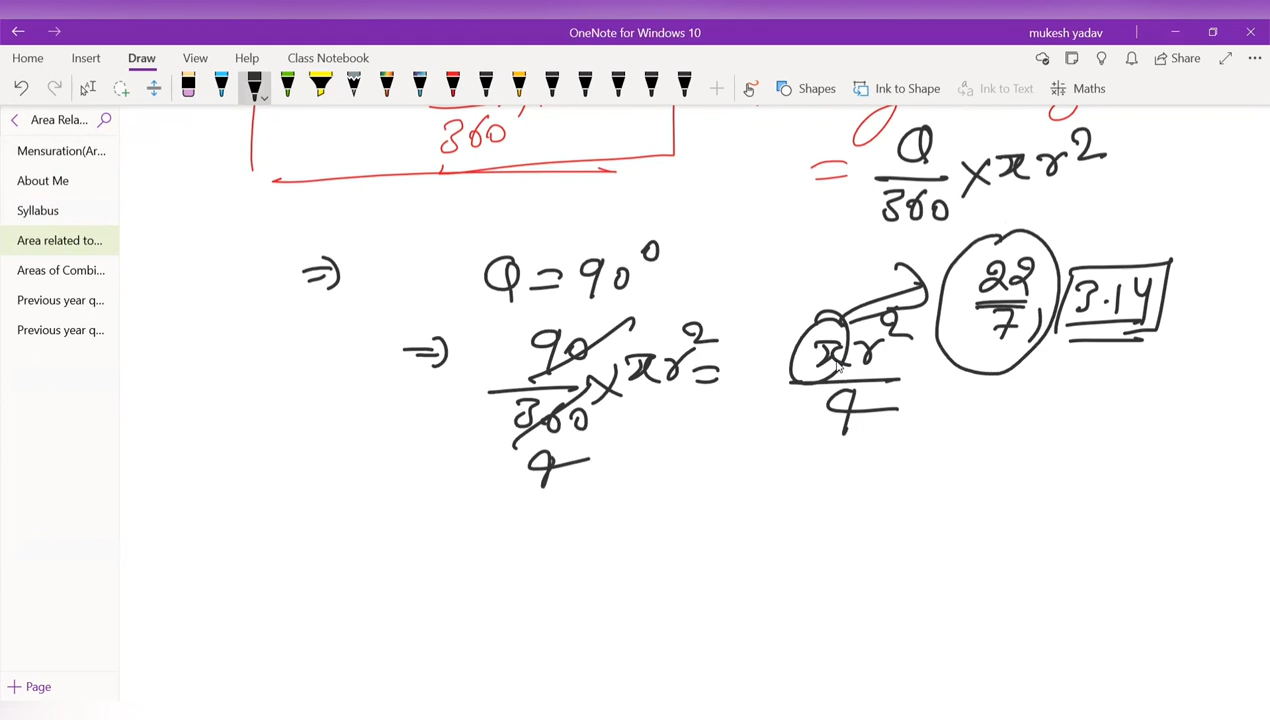 OneNote for Windows 10
mukesh yadav
Home Insert Draw View Help Class Notebook
Share
Shapes Ink to Shape Ink to Text Maths
Area Rela...
Mensuration(Ar...
About Me
Syllabus
Area related to...
Areas of Combi...
Previous year q...
Previous year q...
Page
360
= Q/360 × πr²
⇒ Q = 90°
⇒ 90/360 × πr² = πr²/4
4
22/7, 3.14